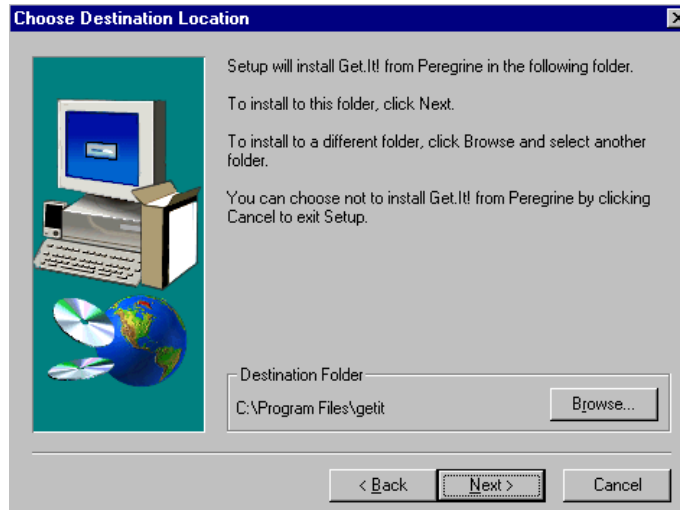 Choose Destination Location
Setup will install Get.It! from Peregrine in the following folder.
To install to this folder, click Next.
To install to a different folder, click Browse and select another
folder.
You can choose not to install Get.It! from Peregrine by clicking
Cancel to exit Setup.
Destination Folder
C:\Program Files\getit
Browse...
< Back
Next >
Cancel